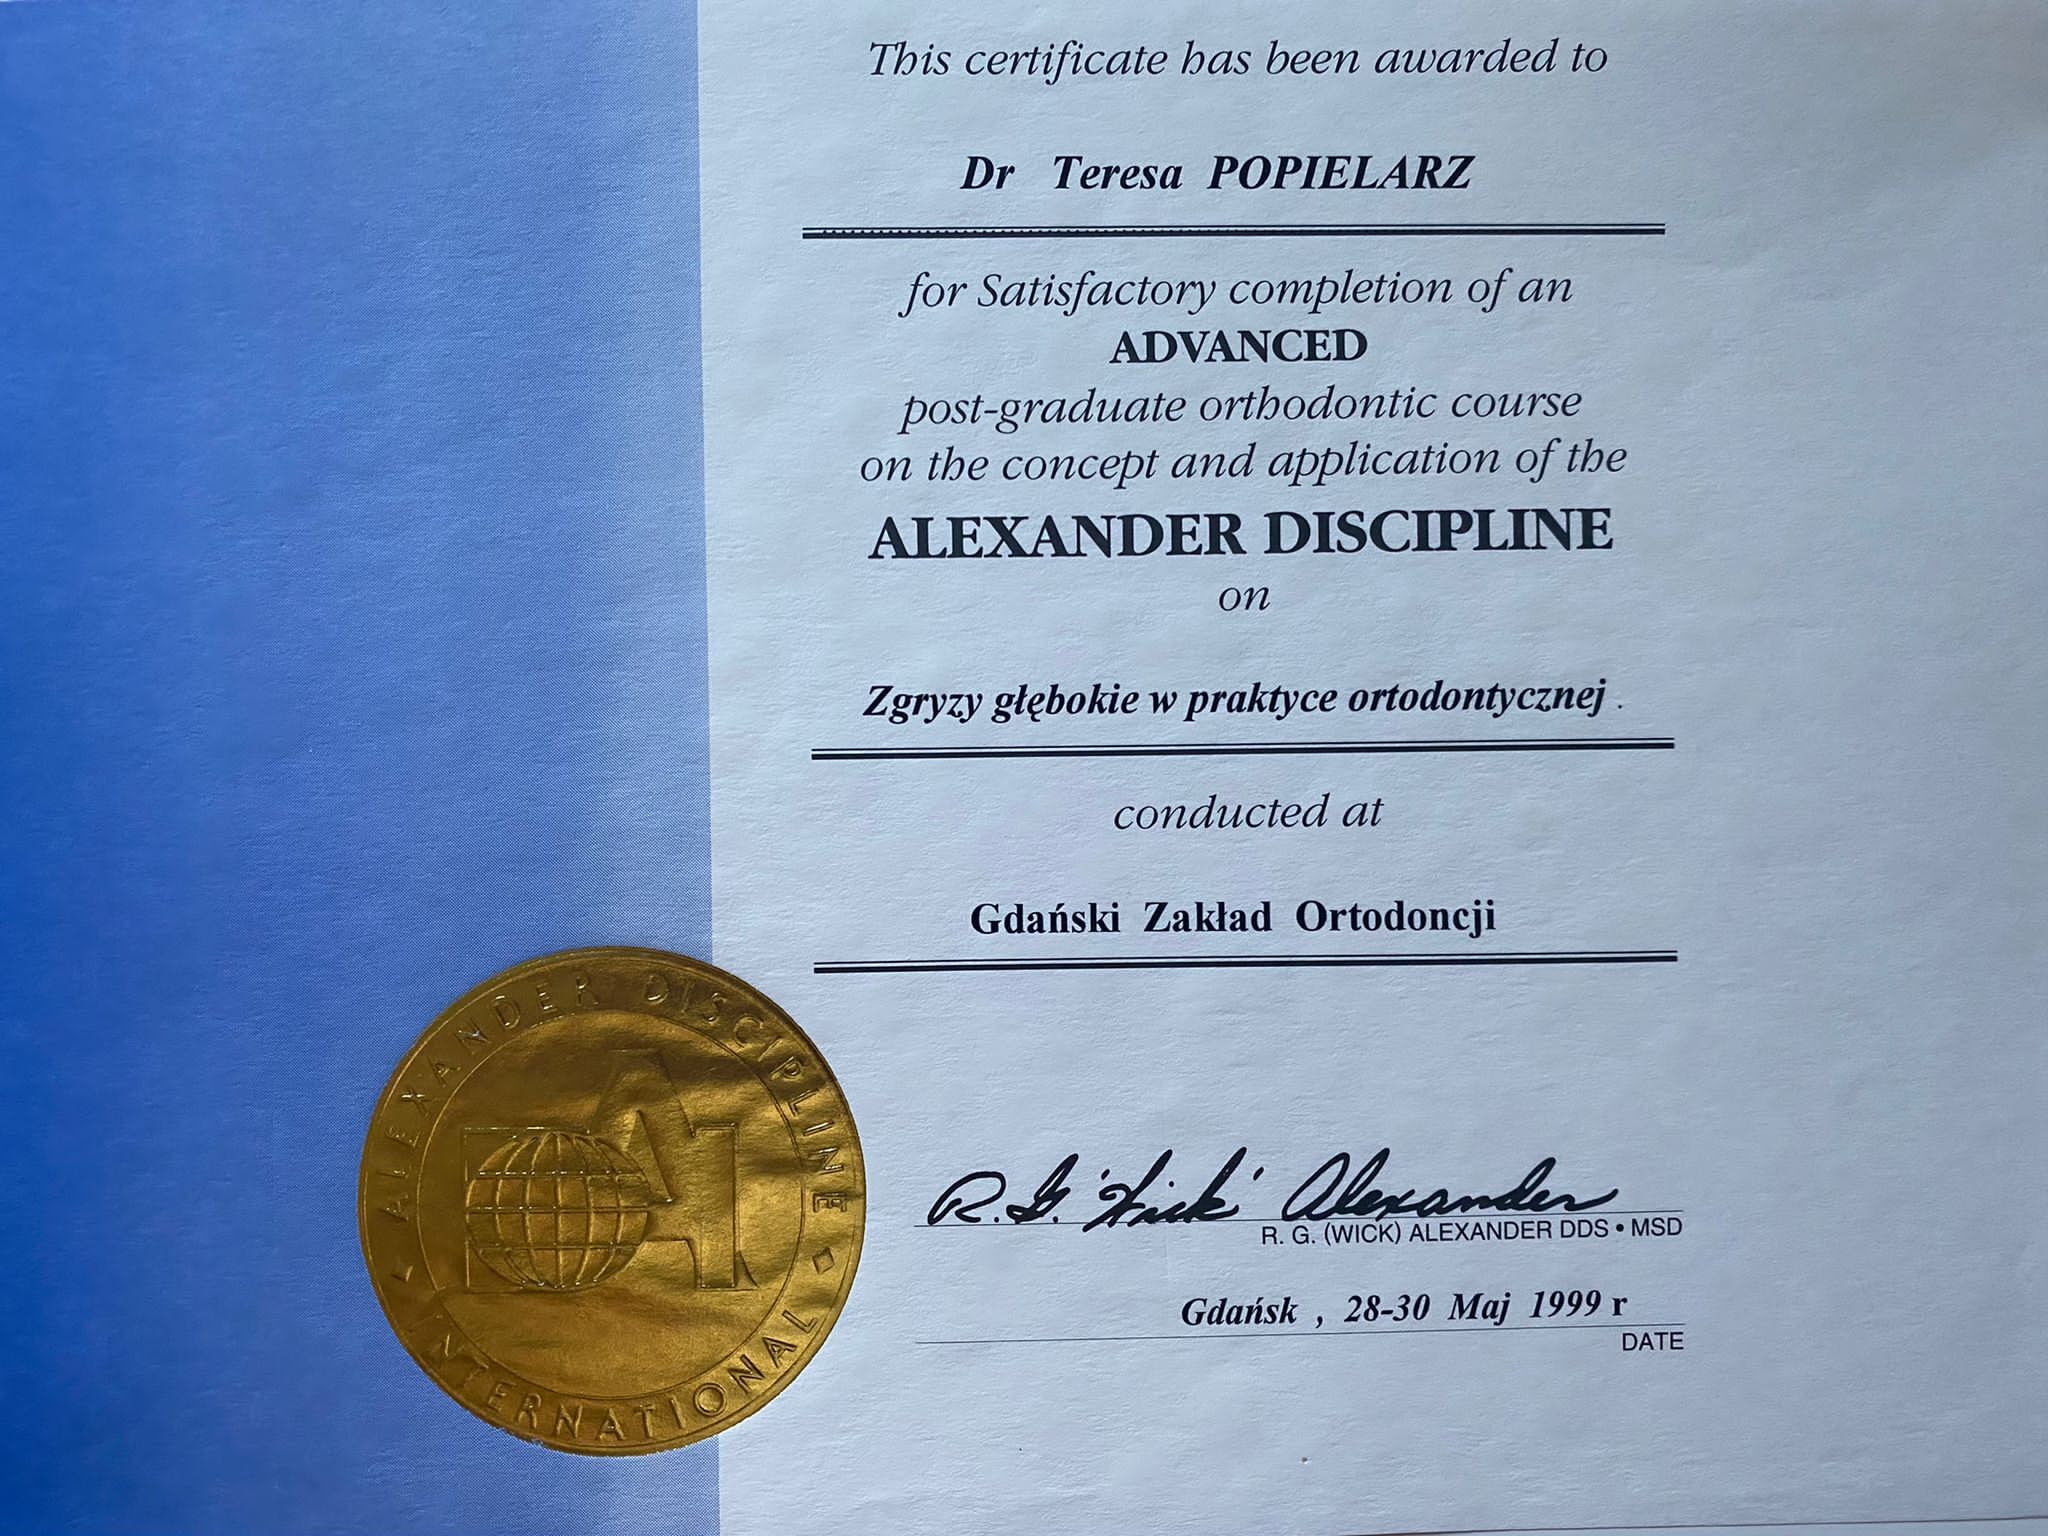 This certificate has been awarded to
Dr Teresa POPIELARZ
for Satisfactory completion of an
ADVANCED
post-graduate orthodontic course
on the concept and application of the
ALEXANDER DISCIPLINE
on
Zgryzy głębokie w praktyce ortodontycznej .
conducted at
Gdański Zakład Ortodoncji
ALEXANDER DISCIPLINE
INTERNATIONAL
R. G. "Wick" Alexander
R. G. (WICK) ALEXANDER DDS • MSD
Gdańsk , 28-30 Maj 1999 r
DATE